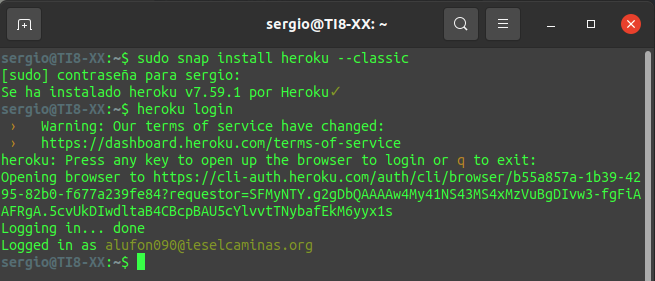 sergio@TI8-XX: ~
sergio@TI8-XX:~$ sudo snap install heroku --classic
[sudo] contraseña para sergio:
Se ha instalado heroku v7.59.1 por Heroku✓
sergio@TI8-XX:~$ heroku login
›   Warning: Our terms of service have changed:
›   https://dashboard.heroku.com/terms-of-service
heroku: Press any key to open up the browser to login or q to exit:
Opening browser to https://cli-auth.heroku.com/auth/cli/browser/b55a857a-1b39-42
95-82b0-f677a239fe84?requestor=SFMyNTY.g2gDbQAAAAw4My41NS43MS4xMzVuBgDIvw3-fgFiA
AFRgA.5cvUkDIwdltaB4CBcpBAU5cYlvvtTNybafEkM6yyx1s
Logging in... done
Logged in as alufon090@ieselcaminas.org
sergio@TI8-XX:~$